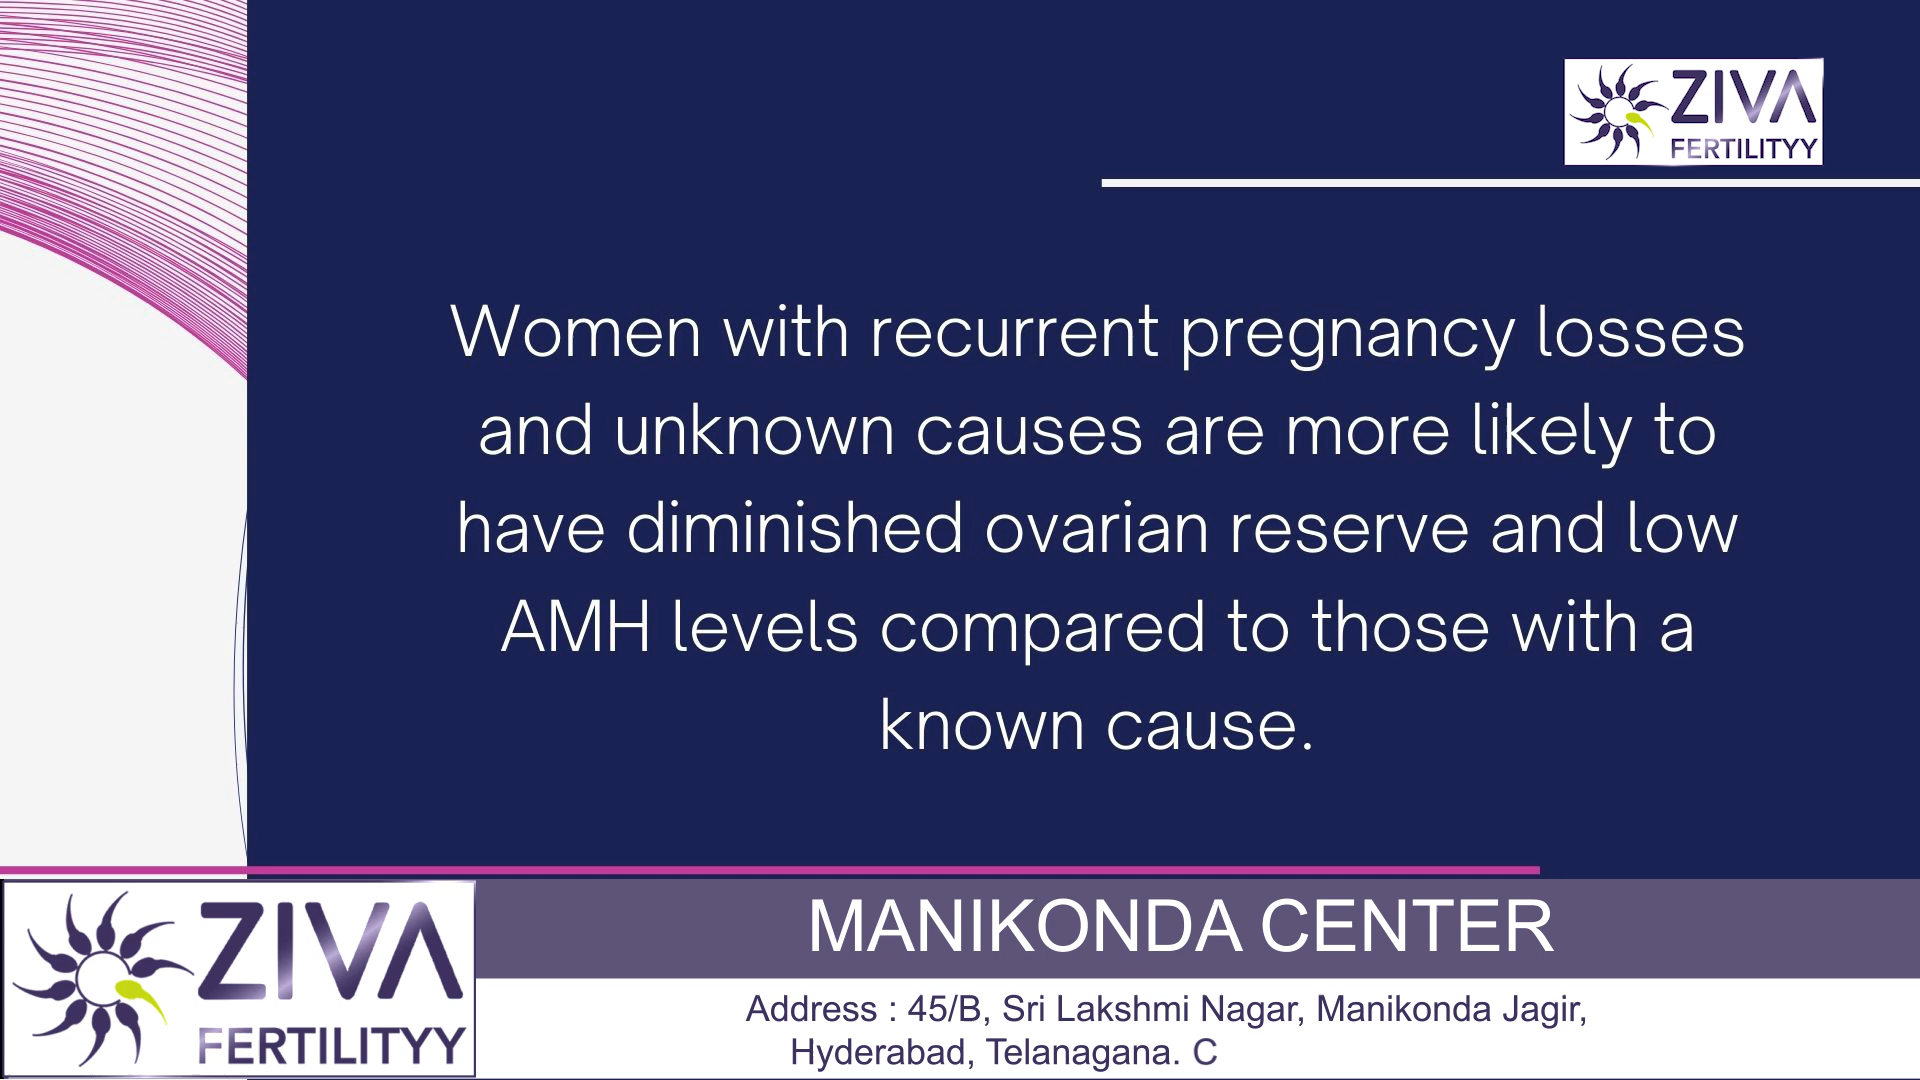 ZIVA
FERTILITYY
Women with recurrent pregnancy losses
and unknown causes are more likely to
have diminished ovarian reserve and low
AMH levels compared to those with a
known cause.
ZIVA
FERTILITYY
MANIKONDA CENTER
Address : 45/B, Sri Lakshmi Nagar, Manikonda Jagir,
Hyderabad, Telanagana. C